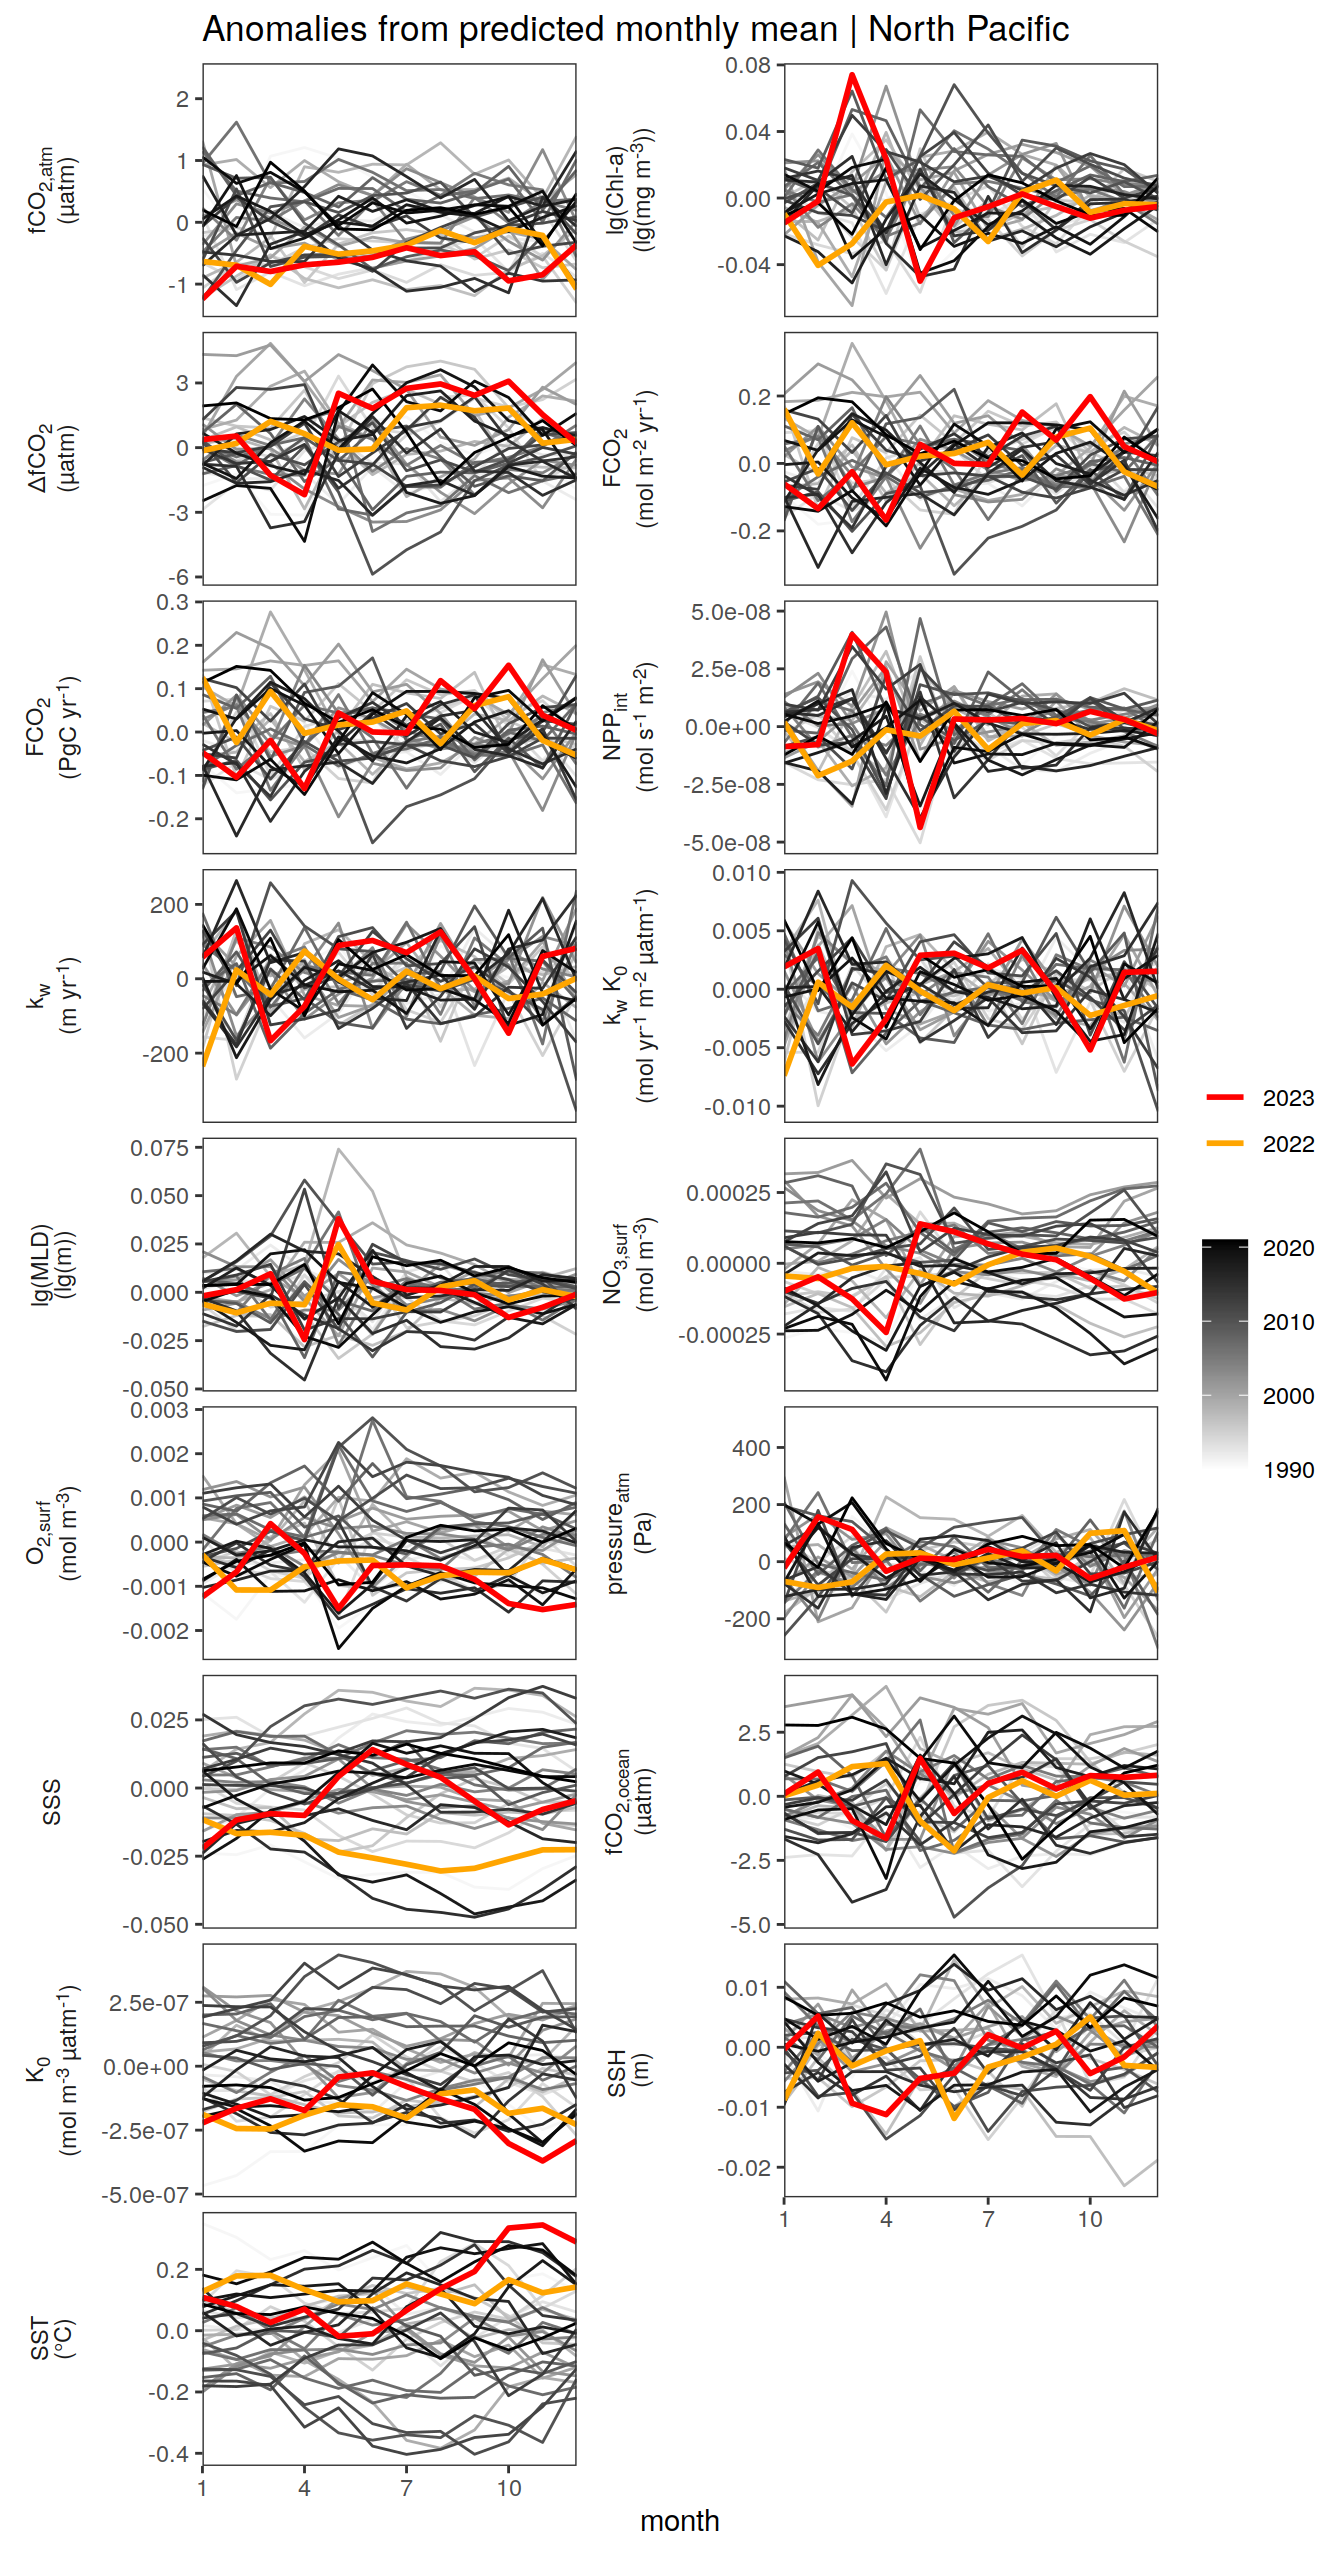 Anomalies from predicted monthly mean | North Pacific
fCO2,atm
(µatm)
2
1
0
-1
lg(Chl-a)
(lg(mg m-3))
0.08
0.04
0.00
-0.04
ΔfCO2
(µatm)
3
0
-3
-6
FCO2
(mol m-2 yr-1)
0.2
0.0
-0.2
FCO2
(PgC yr-1)
0.3
0.2
0.1
0.0
-0.1
-0.2
NPPint
(mol s-1 m-2)
5.0e-08
2.5e-08
0.0e+00
-2.5e-08
-5.0e-08
kw
(m yr-1)
200
0
-200
kw K0
(mol yr-1 m-2 µatm-1)
0.010
0.005
0.000
-0.005
-0.010
lg(MLD)
(lg(m))
0.075
0.050
0.025
0.000
-0.025
-0.050
NO3,surf
(mol m-3)
0.00025
0.00000
-0.00025
O2,surf
(mol m-3)
0.003
0.002
0.001
0.000
-0.001
-0.002
pressureatm
(Pa)
400
200
0
-200
SSS
0.025
0.000
-0.025
-0.050
fCO2,ocean
(µatm)
2.5
0.0
-2.5
-5.0
K0
(mol m-3 µatm-1)
2.5e-07
0.0e+00
-2.5e-07
-5.0e-07
SSH
(m)
0.01
0.00
-0.01
-0.02
1 4 7 10
SST
(°C)
0.2
0.0
-0.2
-0.4
1 4 7 10
month
2023
2022
2020
2010
2000
1990